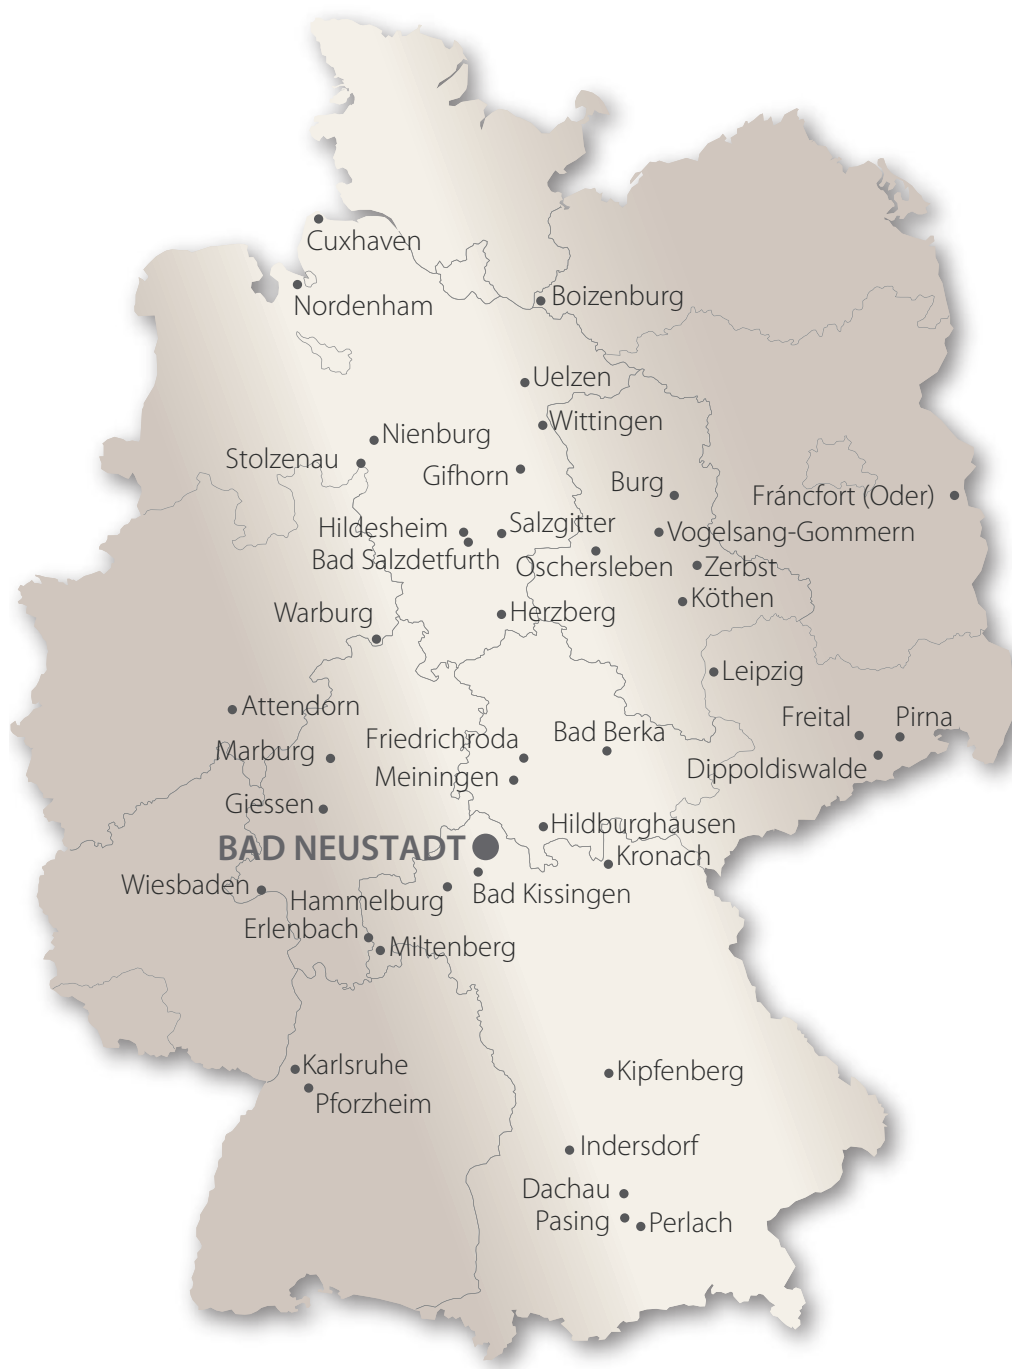 Cuxhaven
Nordenham
Boizenburg
Uelzen
Wittingen
Nienburg
Stolzenau
Gifhorn
Burg
Fráncfort (Oder)
Hildesheim
Salzgitter
Vogelsang-Gommern
Bad Salzdetfurth
Oschersleben
Zerbst
Köthen
Warburg
Herzberg
Leipzig
Attendorn
Freital
Pirna
Marburg
Friedrichroda
Bad Berka
Meiningen
Dippoldiswalde
Giessen
Hildburghausen
BAD NEUSTADT
Kronach
Wiesbaden
Hammelburg
Bad Kissingen
Erlenbach
Miltenberg
Karlsruhe
Pforzheim
Kipfenberg
Indersdorf
Dachau
Pasing
Perlach